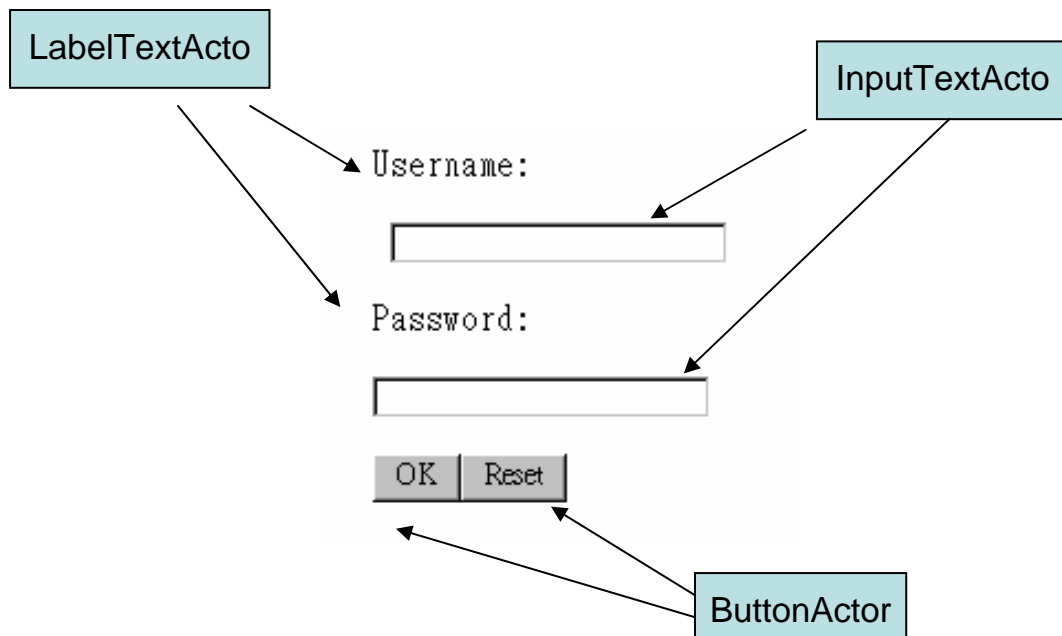 LabelTextActo
InputTextActo
Username:
Password:
OK Reset
ButtonActor